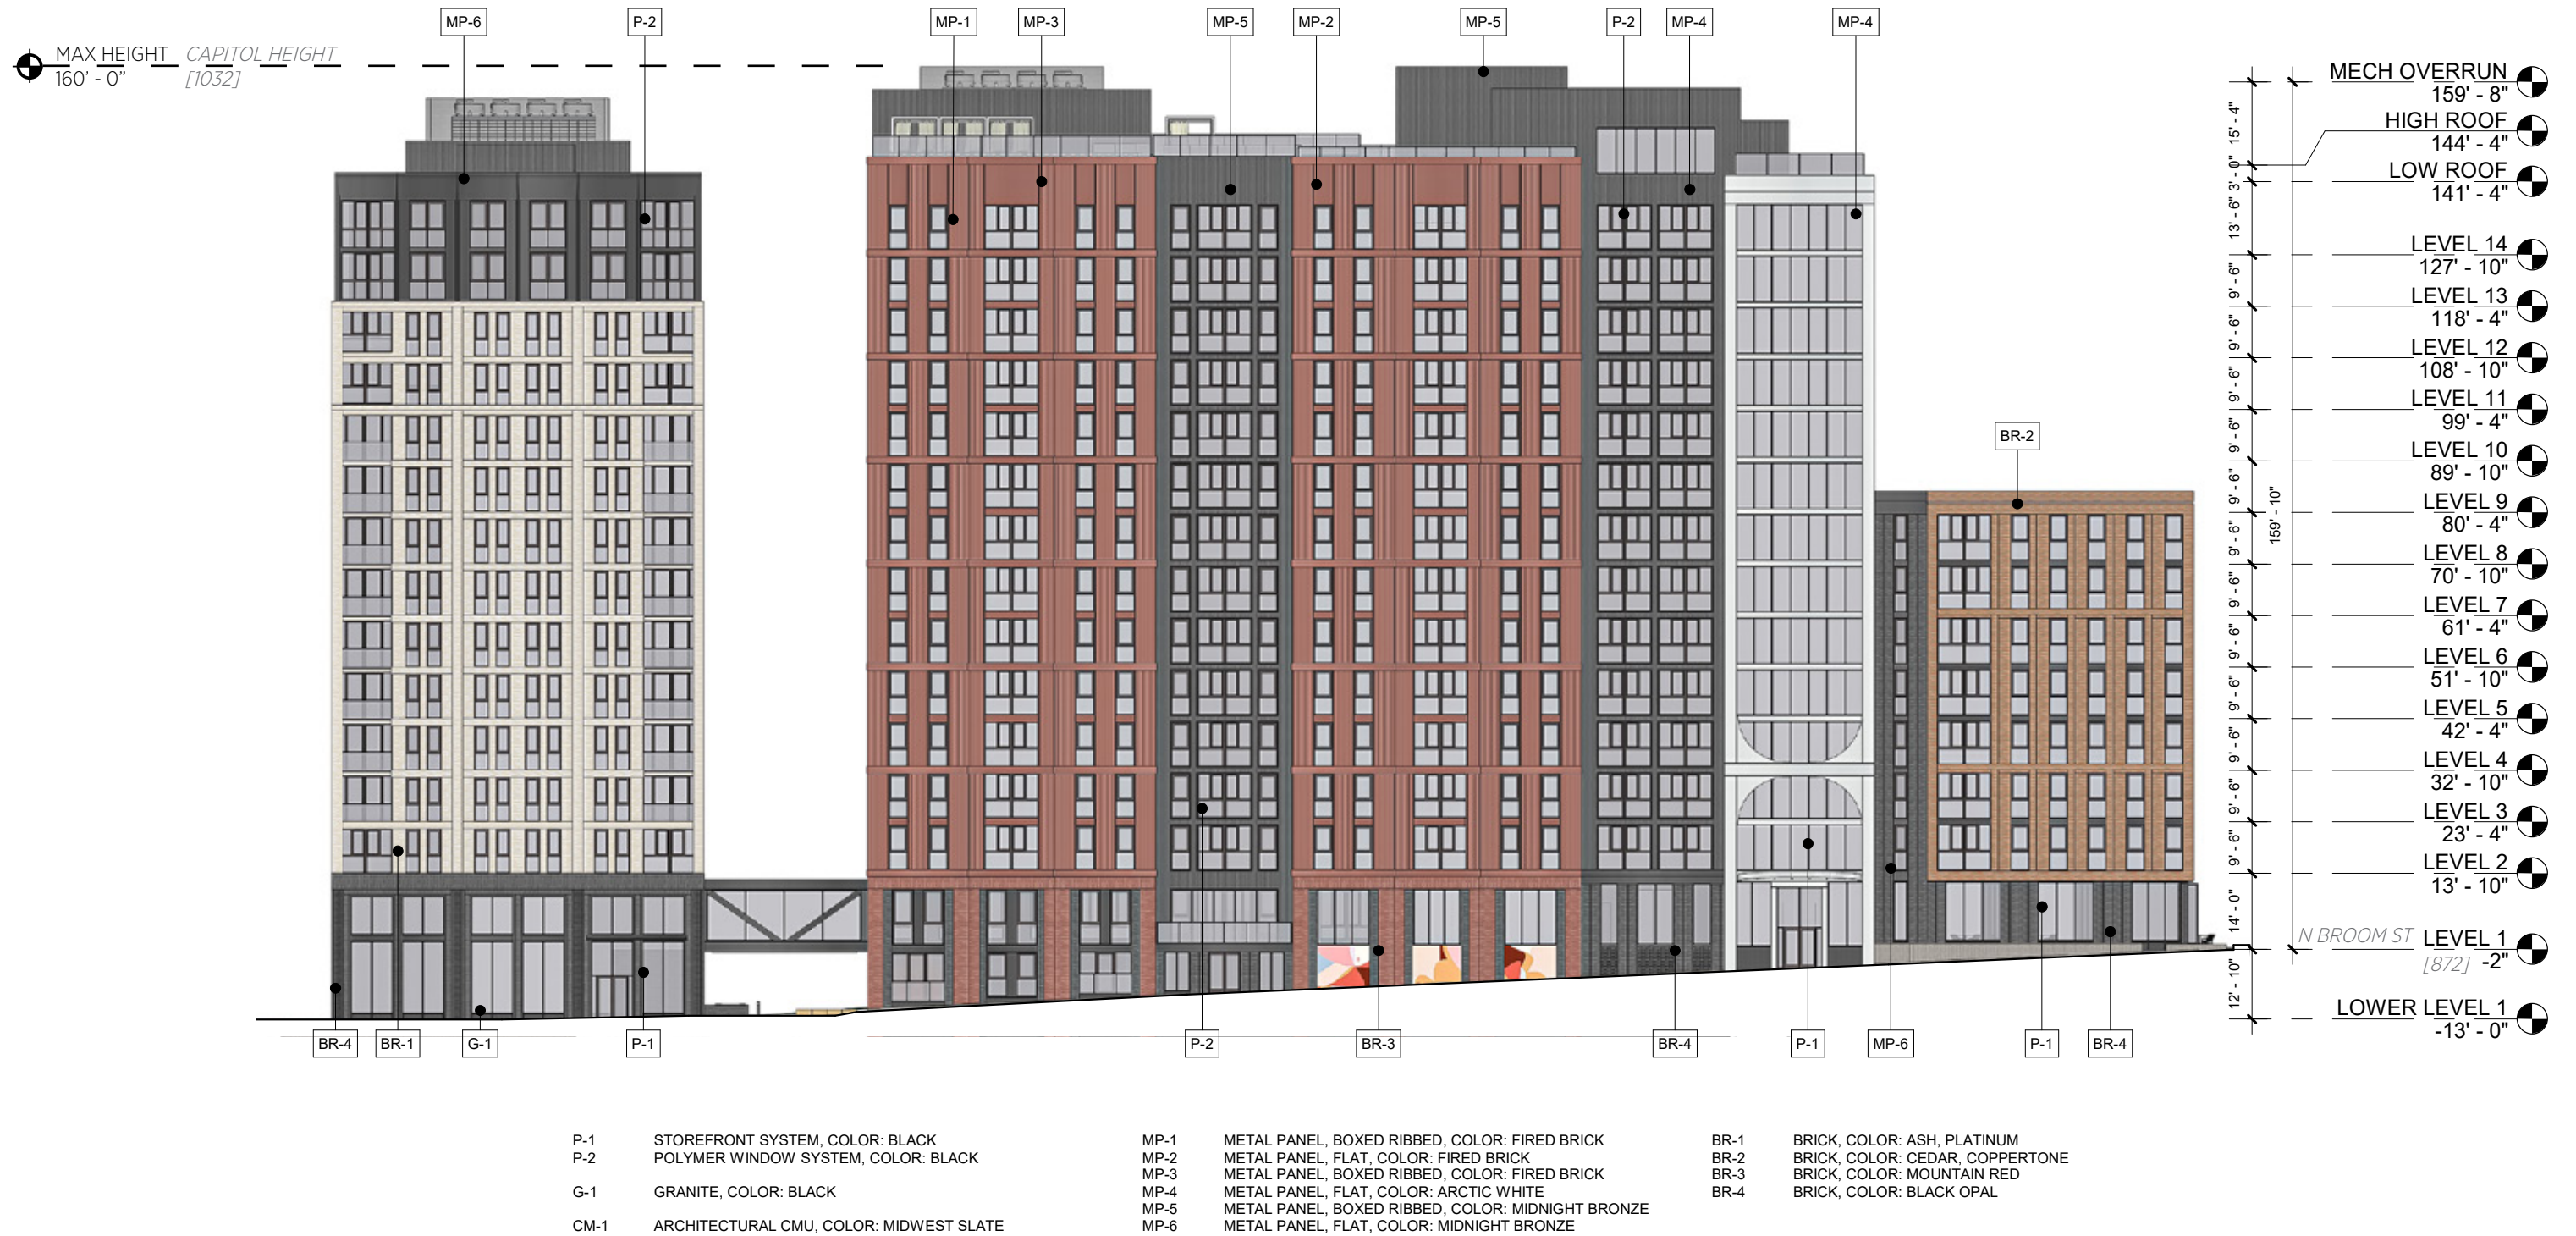 MP-6
P-2
MP-1
MP-3
MP-5
MP-2
MP-5
P-2
MP-4
MP-4
MAX HEIGHT CAPITOL HEIGHT
160' - 0" [1032]
MECH OVERRUN
159' - 8"
HIGH ROOF
144' - 4"
LOW ROOF
141' - 4"
LEVEL 14
127' - 10"
LEVEL 13
118' - 4"
LEVEL 12
108' - 10"
LEVEL 11
99' - 4"
LEVEL 10
89' - 10"
LEVEL 9
80' - 4"
LEVEL 8
70' - 10"
LEVEL 7
61' - 4"
LEVEL 6
51' - 10"
LEVEL 5
42' - 4"
LEVEL 4
32' - 10"
LEVEL 3
23' - 4"
LEVEL 2
13' - 10"
N BROOM ST LEVEL 1
[872] -2"
LOWER LEVEL 1
-13' - 0"
15' - 4"
3' - 0"
13' - 6"
9' - 6"
9' - 6"
9' - 6"
9' - 6"
9' - 6"
9' - 6"
9' - 6"
9' - 6"
9' - 6"
9' - 6"
9' - 6"
9' - 6"
14' - 0"
12' - 10"
159' - 10"
BR-2
BR-4
BR-1
G-1
P-1
P-2
BR-3
BR-4
P-1
MP-6
P-1
BR-4
P-1 STOREFRONT SYSTEM, COLOR: BLACK
P-2 POLYMER WINDOW SYSTEM, COLOR: BLACK
G-1 GRANITE, COLOR: BLACK
CM-1 ARCHITECTURAL CMU, COLOR: MIDWEST SLATE
MP-1 METAL PANEL, BOXED RIBBED, COLOR: FIRED BRICK
MP-2 METAL PANEL, FLAT, COLOR: FIRED BRICK
MP-3 METAL PANEL, BOXED RIBBED, COLOR: FIRED BRICK
MP-4 METAL PANEL, FLAT, COLOR: ARCTIC WHITE
MP-5 METAL PANEL, BOXED RIBBED, COLOR: MIDNIGHT BRONZE
MP-6 METAL PANEL, FLAT, COLOR: MIDNIGHT BRONZE
BR-1 BRICK, COLOR: ASH, PLATINUM
BR-2 BRICK, COLOR: CEDAR, COPPERTONE
BR-3 BRICK, COLOR: MOUNTAIN RED
BR-4 BRICK, COLOR: BLACK OPAL